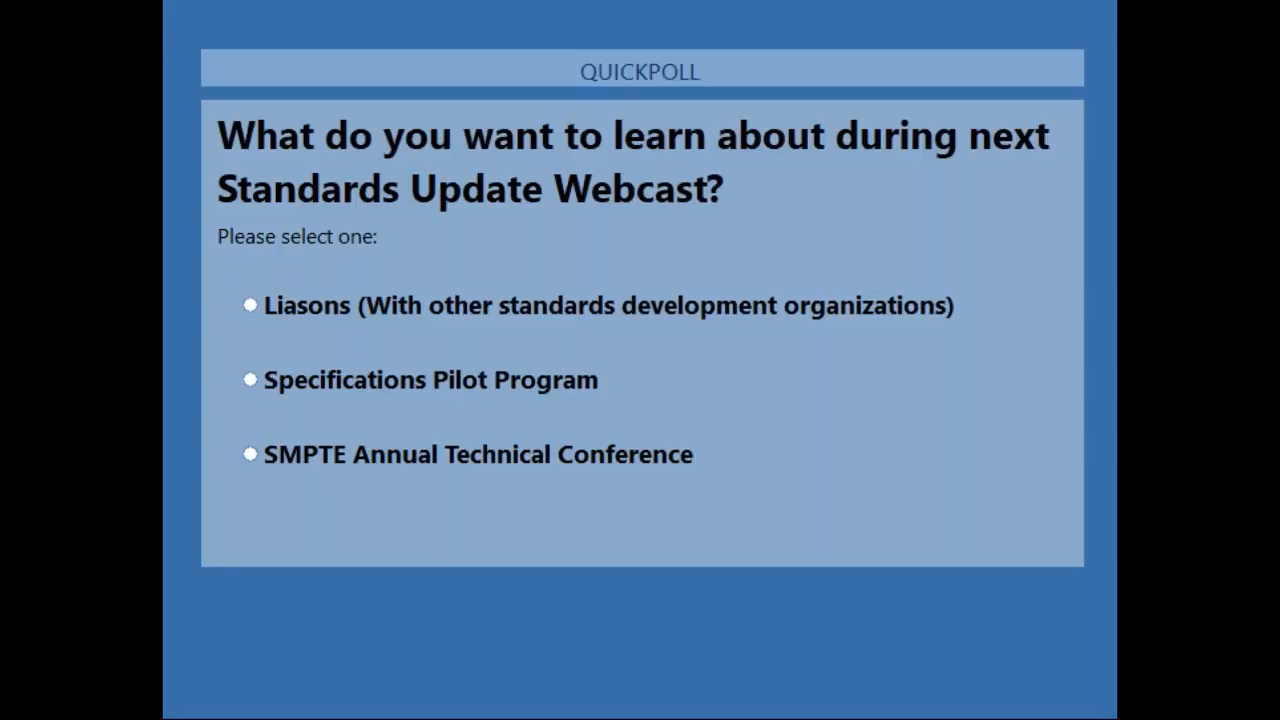 QUICKPOLL
What do you want to learn about during next
Standards Update Webcast?
Please select one:
Liasons (With other standards development organizations)
Specifications Pilot Program
SMPTE Annual Technical Conference